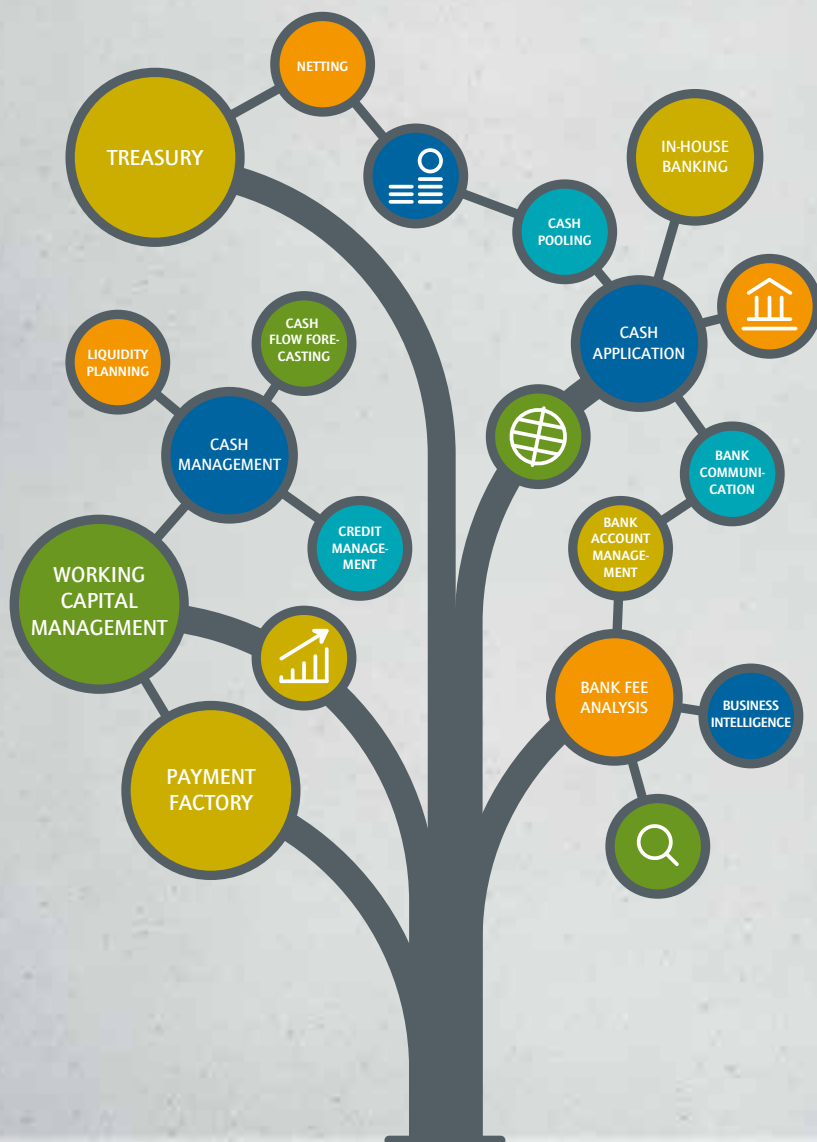 NETTING
TREASURY
IN-HOUSE
BANKING
CASH
POOLING
CASH
APPLICATION
CASH
FLOW FORE-
CASTING
LIQUIDITY
PLANNING
CASH
MANAGEMENT
BANK
COMMUNI-
CATION
CREDIT
MANAGE-
MENT
BANK
ACCOUNT
MANAGE-
MENT
WORKING
CAPITAL
MANAGEMENT
BANK FEE
ANALYSIS
BUSINESS
INTELLIGENCE
PAYMENT
FACTORY